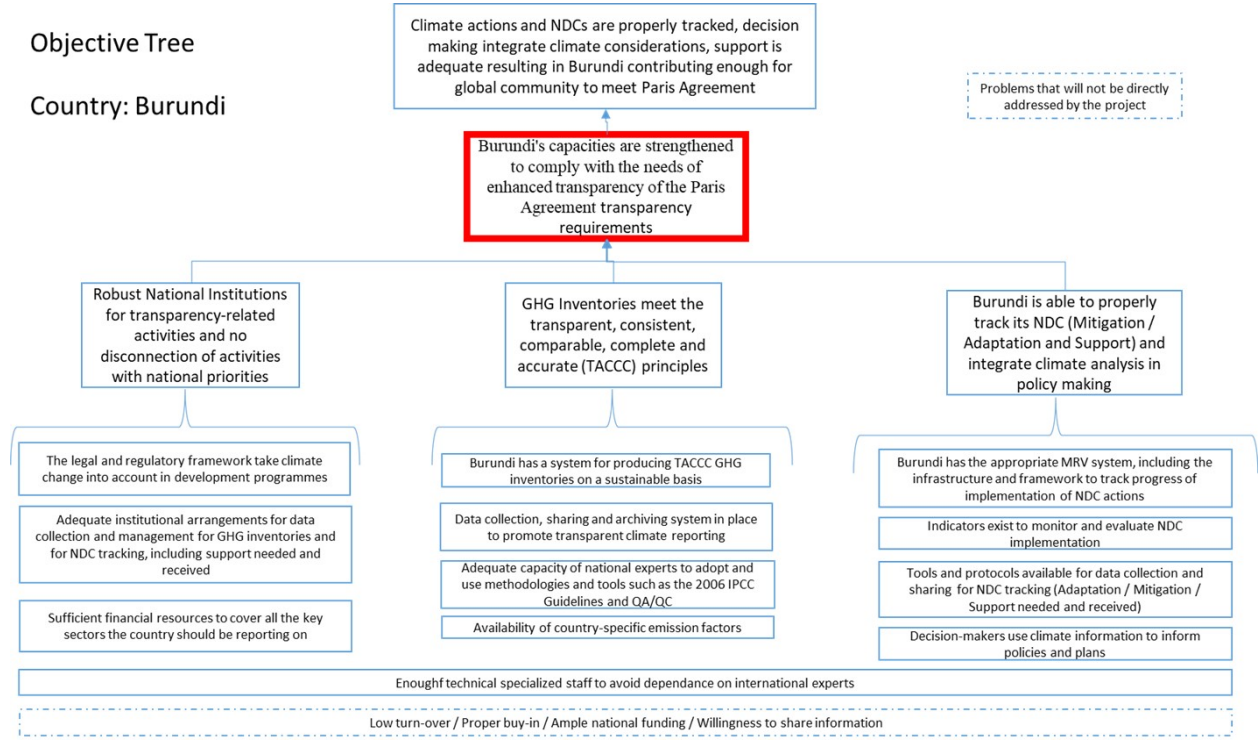 Objective Tree
Country: Burundi
Climate actions and NDCs are properly tracked, decision
making integrate climate considerations, support is
adequate resulting in Burundi contributing enough for
global community to meet Paris Agreement
Problems that will not be directly
addressed by the project
Burundi's capacities are strengthened
to comply with the needs of
enhanced transparency of the Paris
Agreement transparency
requirements
Robust National Institutions
for transparency-related
activities and no
disconnection of activities
with national priorities
GHG Inventories meet the
transparent, consistent,
comparable, complete and
accurate (TACCC) principles
Burundi is able to properly
track its NDC (Mitigation /
Adaptation and Support) and
integrate climate analysis in
policy making
The legal and regulatory framework take climate
change into account in development programmes
Adequate institutional arrangements for data
collection and management for GHG inventories and
for NDC tracking, including support needed and
received
Sufficient financial resources to cover all the key
sectors the country should be reporting on
Burundi has a system for producing TACCC GHG
inventories on a sustainable basis
Data collection, sharing and archiving system in place
to promote transparent climate reporting
Adequate capacity of national experts to adopt and
use methodologies and tools such as the 2006 IPCC
Guidelines and QA/QC
Availability of country-specific emission factors
Burundi has the appropriate MRV system, including the
infrastructure and framework to track progress of
implementation of NDC actions
Indicators exist to monitor and evaluate NDC
implementation
Tools and protocols available for data collection and
sharing for NDC tracking (Adaptation / Mitigation /
Support needed and received)
Decision-makers use climate information to inform
policies and plans
Enoughf technical specialized staff to avoid dependance on international experts
Low turn-over / Proper buy-in / Ample national funding / Willingness to share information